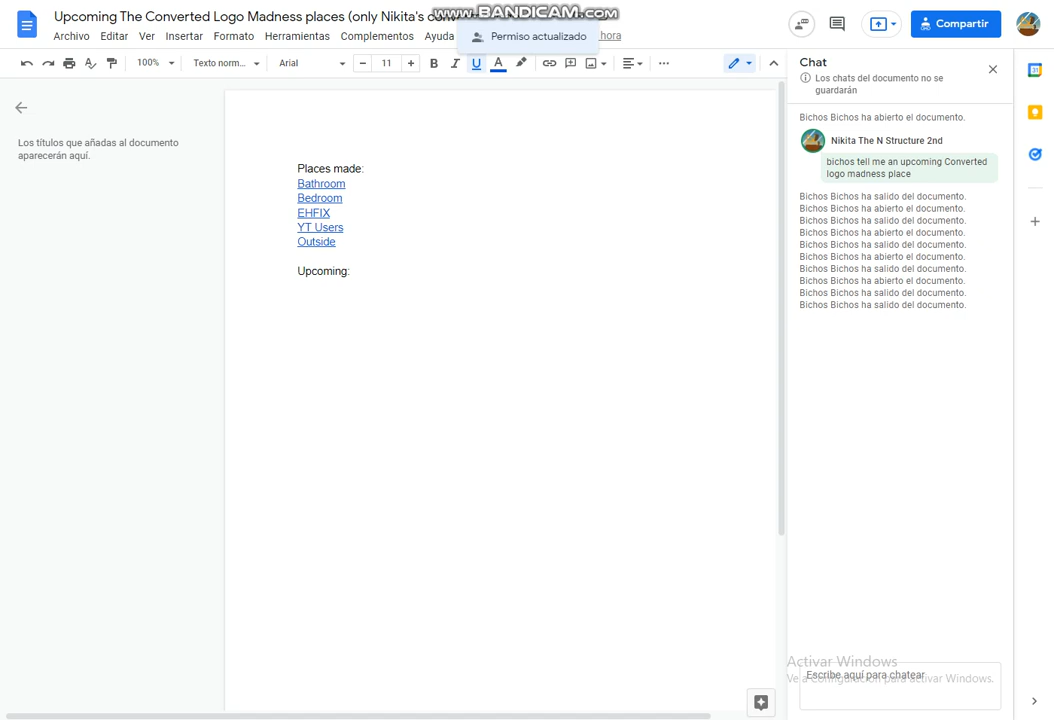 Upcoming The Converted Logo Madness places (only Nikita's
www.BANDICAM.com
Archivo Editar Ver Insertar Formato Herramientas Complementos Ayuda
Permiso actualizado
hora
Compartir
100% Texto norm... Arial 11 B I U A
Los títulos que añadas al documento
aparecerán aquí.
Places made:
Bathroom
Bedroom
EHFIX
YT Users
Outside
Upcoming:
Chat
Los chats del documento no se
guardarán
Bichos Bichos ha abierto el documento.
Nikita The N Structure 2nd
bichos tell me an upcoming Converted
logo madness place
Bichos Bichos ha salido del documento.
Bichos Bichos ha abierto el documento.
Bichos Bichos ha salido del documento.
Bichos Bichos ha abierto el documento.
Bichos Bichos ha salido del documento.
Bichos Bichos ha abierto el documento.
Bichos Bichos ha salido del documento.
Bichos Bichos ha abierto el documento.
Bichos Bichos ha salido del documento.
Bichos Bichos ha salido del documento.
Activar Windows
Escribe aquí para chatear
Ve a Configuración para activar Windows.